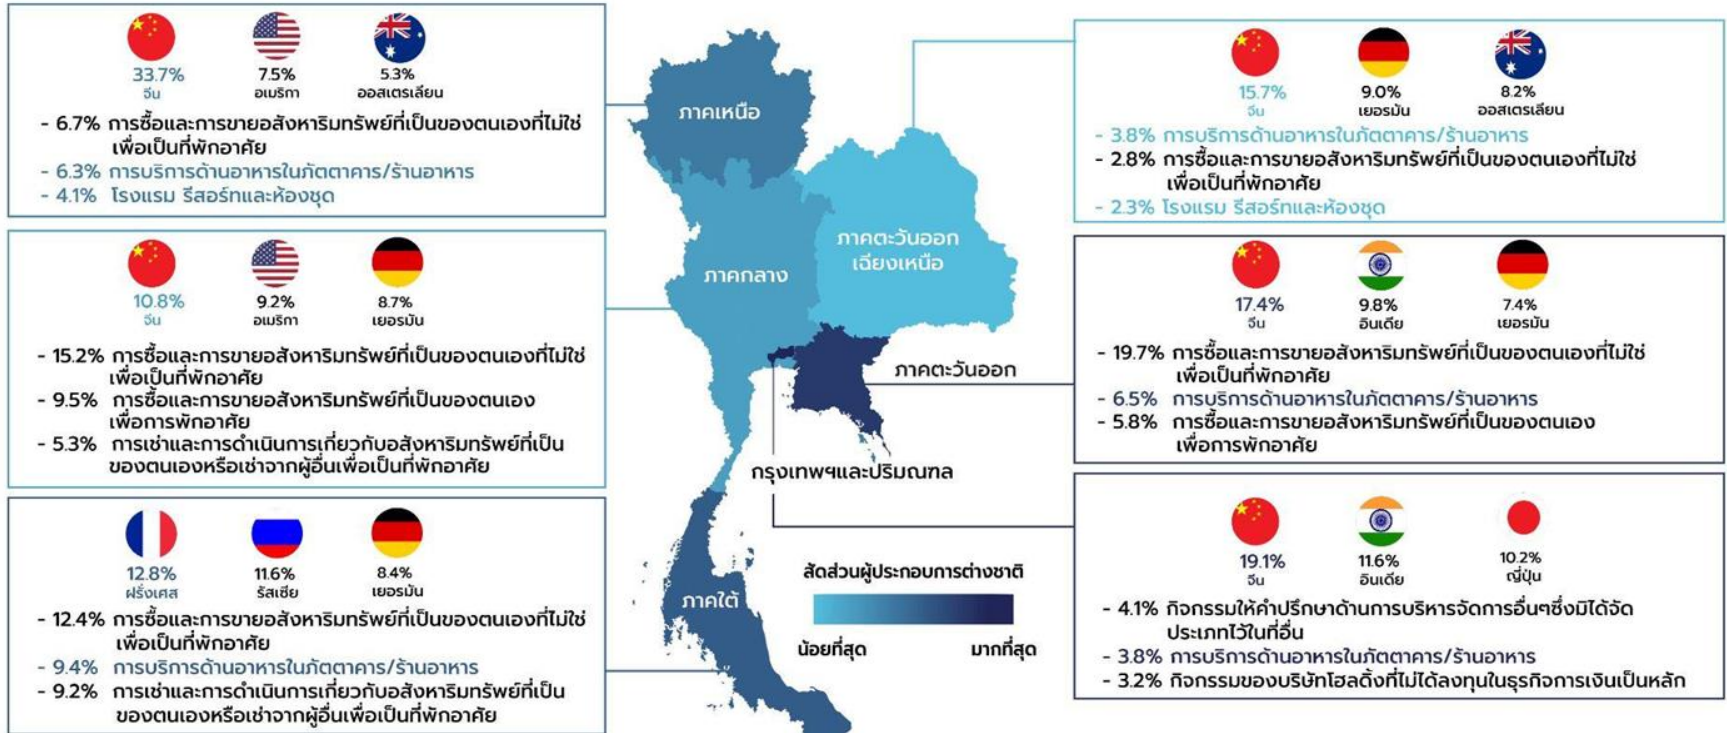 33.7%
จีน
7.5%
อเมริกา
5.3%
ออสเตรเลียน
- 6.7% การซื้อและการขายอสังหาริมทรัพย์ที่เป็นของตนเองที่ไม่ใช่
เพื่อเป็นที่พักอาศัย
- 6.3% การบริการด้านอาหารในภัตตาคาร/ร้านอาหาร
- 4.1% โรงแรม รีสอร์ทและห้องชุด
10.8%
จีน
9.2%
อเมริกา
8.7%
เยอรมัน
- 15.2% การซื้อและการขายอสังหาริมทรัพย์ที่เป็นของตนเองที่ไม่ใช่
เพื่อเป็นที่พักอาศัย
- 9.5% การซื้อและการขายอสังหาริมทรัพย์ที่เป็นของตนเอง
เพื่อการพักอาศัย
- 5.3% การเช่าและการดำเนินการเกี่ยวกับอสังหาริมทรัพย์ที่เป็น
ของตนเองหรือเช่าจากผู้อื่นเพื่อเป็นที่พักอาศัย
12.8%
ฝรั่งเศส
11.6%
รัสเซีย
8.4%
เยอรมัน
- 12.4% การซื้อและการขายอสังหาริมทรัพย์ที่เป็นของตนเองที่ไม่ใช่
เพื่อเป็นที่พักอาศัย
- 9.4% การบริการด้านอาหารในภัตตาคาร/ร้านอาหาร
- 9.2% การเช่าและการดำเนินการเกี่ยวกับอสังหาริมทรัพย์ที่เป็น
ของตนเองหรือเช่าจากผู้อื่นเพื่อเป็นที่พักอาศัย
ภาคเหนือ
ภาคตะวันออก
เฉียงเหนือ
ภาคกลาง
ภาคตะวันออก
กรุงเทพฯและปริมณฑล
ภาคใต้
สัดส่วนผู้ประกอบการต่างชาติ
น้อยที่สุด
มากที่สุด
15.7%
จีน
9.0%
เยอรมัน
8.2%
ออสเตรเลียน
- 3.8% การบริการด้านอาหารในภัตตาคาร/ร้านอาหาร
- 2.8% การซื้อและการขายอสังหาริมทรัพย์ที่เป็นของตนเองที่ไม่ใช่
เพื่อเป็นที่พักอาศัย
- 2.3% โรงแรม รีสอร์ทและห้องชุด
17.4%
จีน
9.8%
อินเดีย
7.4%
เยอรมัน
- 19.7% การซื้อและการขายอสังหาริมทรัพย์ที่เป็นของตนเองที่ไม่ใช่
เพื่อเป็นที่พักอาศัย
- 6.5% การบริการด้านอาหารในภัตตาคาร/ร้านอาหาร
- 5.8% การซื้อและการขายอสังหาริมทรัพย์ที่เป็นของตนเอง
เพื่อการพักอาศัย
19.1%
จีน
11.6%
อินเดีย
10.2%
ญี่ปุ่น
- 4.1% กิจกรรมให้คำปรึกษาด้านการบริหารจัดการอื่นๆซึ่งมิได้จัด
ประเภทไว้ในที่อื่น
- 3.8% การบริการด้านอาหารในภัตตาคาร/ร้านอาหาร
- 3.2% กิจกรรมของบริษัทโฮลดิ้งที่ไม่ได้ลงทุนในธุรกิจการเงินเป็นหลัก